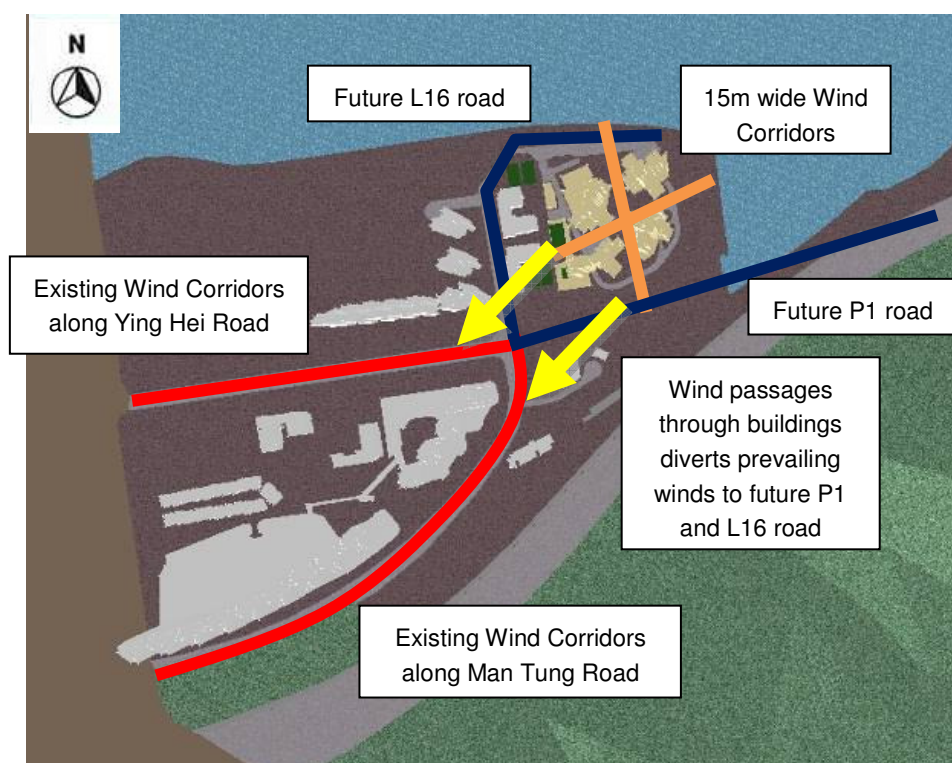 N
Future L16 road
15m wide Wind
Corridors
Existing Wind Corridors
along Ying Hei Road
Future P1 road
Wind passages
through buildings
diverts prevailing
winds to future P1
and L16 road
Existing Wind Corridors
along Man Tung Road